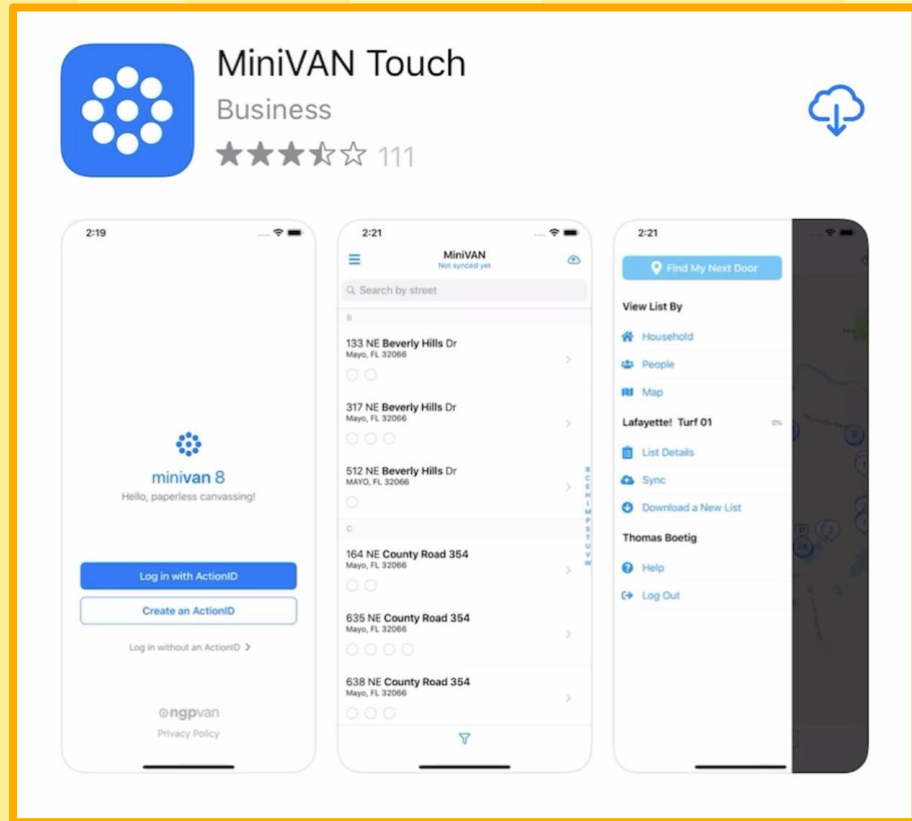 MiniVAN Touch
Business
111
2:19
minivan 8
Hello, paperless canvassing!
Log in with ActionID
Create an ActionID
Log in without an ActionID
ngpvan
Privacy Policy
2:21
MiniVAN
Not synced yet
Search by street
B
133 NE Beverly Hills Dr
Mayo, FL 32066
317 NE Beverly Hills Dr
Mayo, FL 32066
512 NE Beverly Hills Dr
MAYO, FL 32066
C
164 NE County Road 354
Mayo, FL 32066
635 NE County Road 354
Mayo, FL 32066
638 NE County Road 354
Mayo, FL 32066
B
C
E
H
I
M
P
S
T
U
V
W
2:21
Find My Next Door
View List By
Household
People
Map
Lafayette! Turf 01 0%
List Details
Sync
Download a New List
Thomas Boetig
Help
Log Out